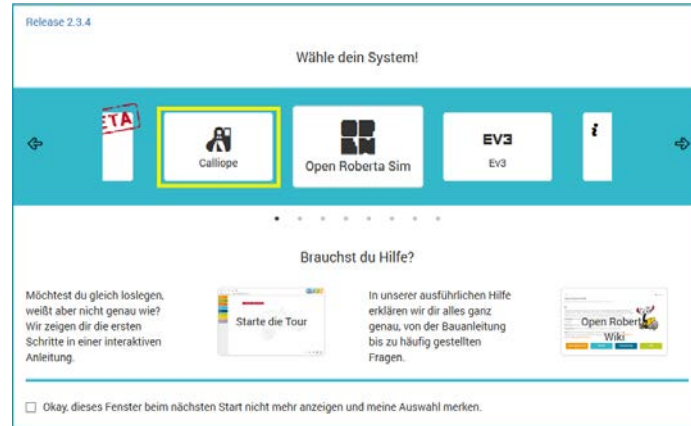 Release 2.3.4
Wähle dein System!
ETA
Calliope
Open Roberta Sim
EV3
Ev3
i
Brauchst du Hilfe?
Möchtest du gleich loslegen,
weißt aber nicht genau wie?
Wir zeigen dir die ersten
Schritte in einer interaktiven
Anleitung.
Starte die Tour
In unserer ausführlichen Hilfe
erklären wir dir alles ganz
genau, von der Bauanleitung
bis zu häufig gestellten
Fragen.
Open Roberta
Wiki
Okay, dieses Fenster beim nächsten Start nicht mehr anzeigen und meine Auswahl merken.